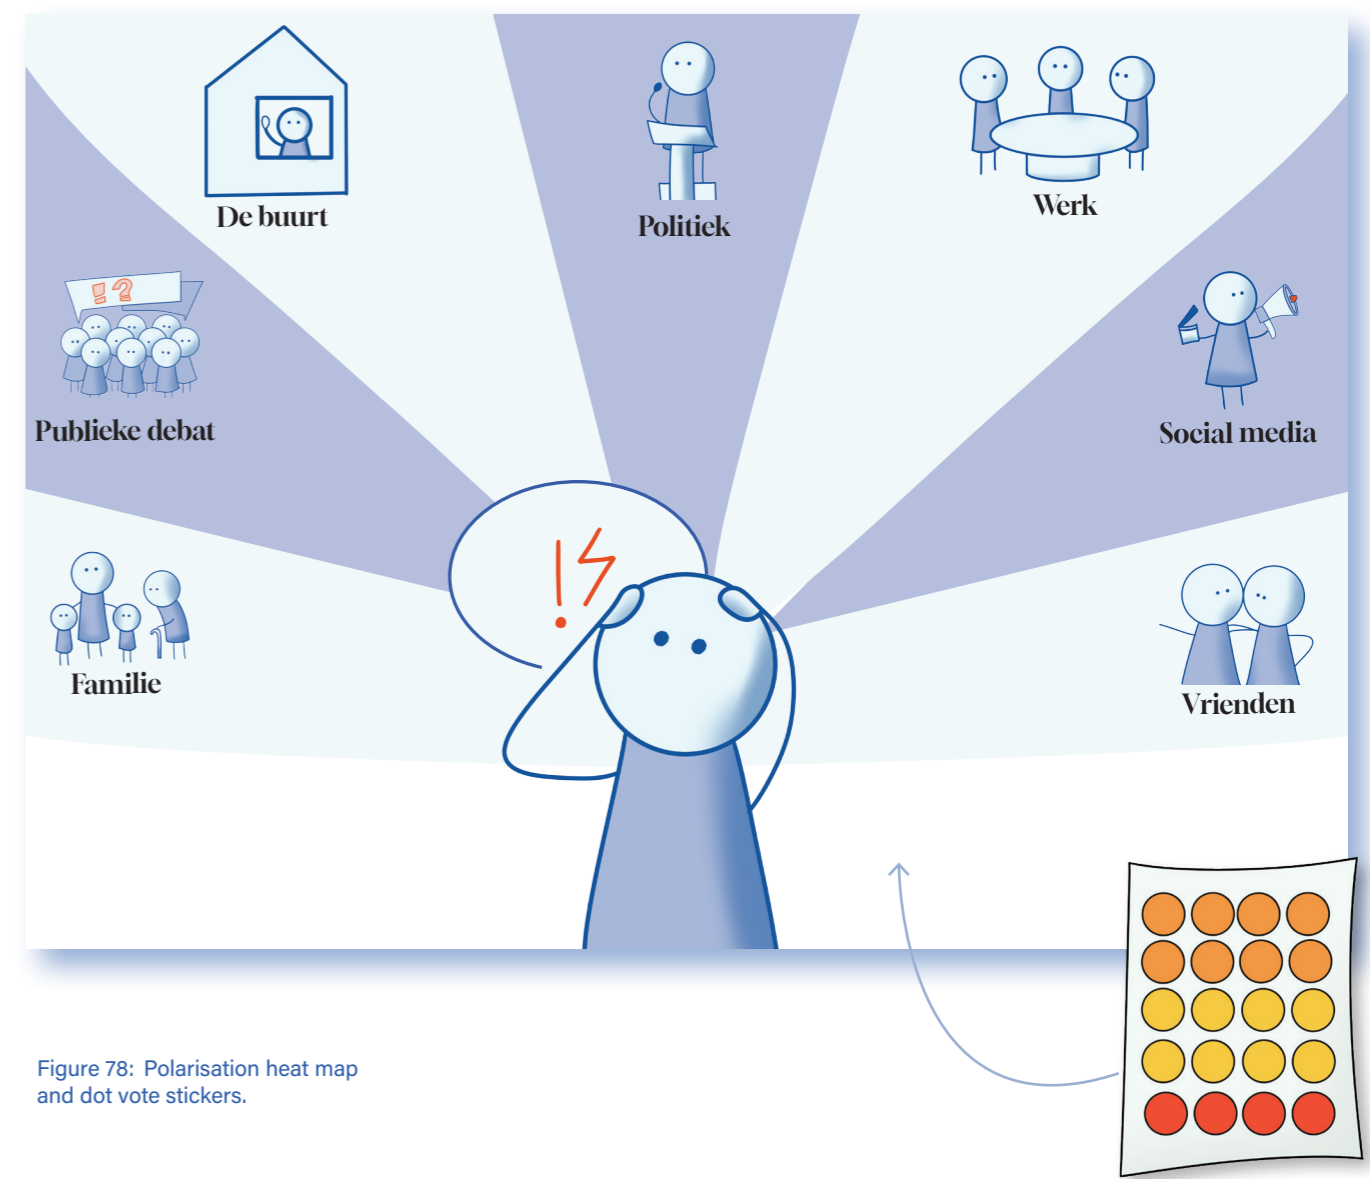 De buurt
Politiek
Werk
!?
Publieke debat
Social media
!
Familie
Vrienden
Figure 78: Polarisation heat map
and dot vote stickers.